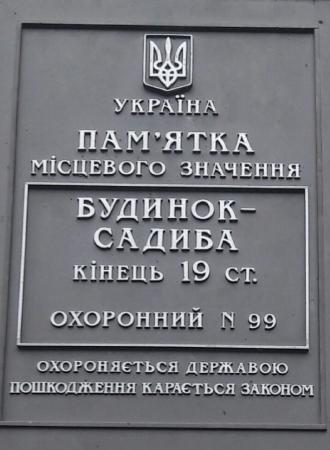 УКРАЇНА
ПАМ'ЯТКА
МІСЦЕВОГО ЗНАЧЕННЯ
БУДИНОК–
САДИБА
КІНЕЦЬ 19 СТ.
ОХОРОННИЙ N 99
ОХОРОНЯЄТЬСЯ ДЕРЖАВОЮ
ПОШКОДЖЕННЯ КАРАЄТЬСЯ ЗАКОНОМ